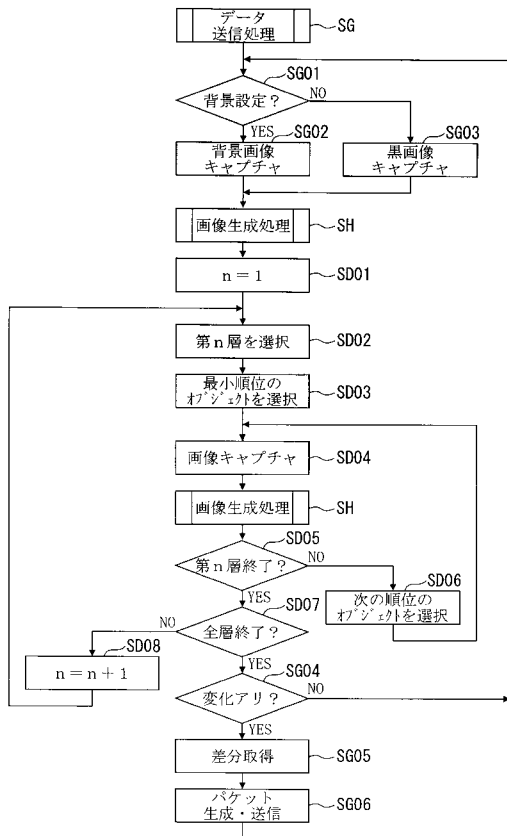 データ
送信処理
SG
SG01
背景設定？
NO
YES
SG02
背景画像
キャプチャ
SG03
黒画像
キャプチャ
画像生成処理
SH
n＝1
SD01
第n層を選択
SD02
最小順位の
オブジェクトを選択
SD03
画像キャプチャ
SD04
画像生成処理
SH
SD05
第n層終了？
NO
YES
SD06
次の順位の
オブジェクトを選択
SD07
全層終了？
NO
YES
SD08
n＝n＋1
SG04
変化アリ？
NO
YES
差分取得
SG05
パケット
生成・送信
SG06